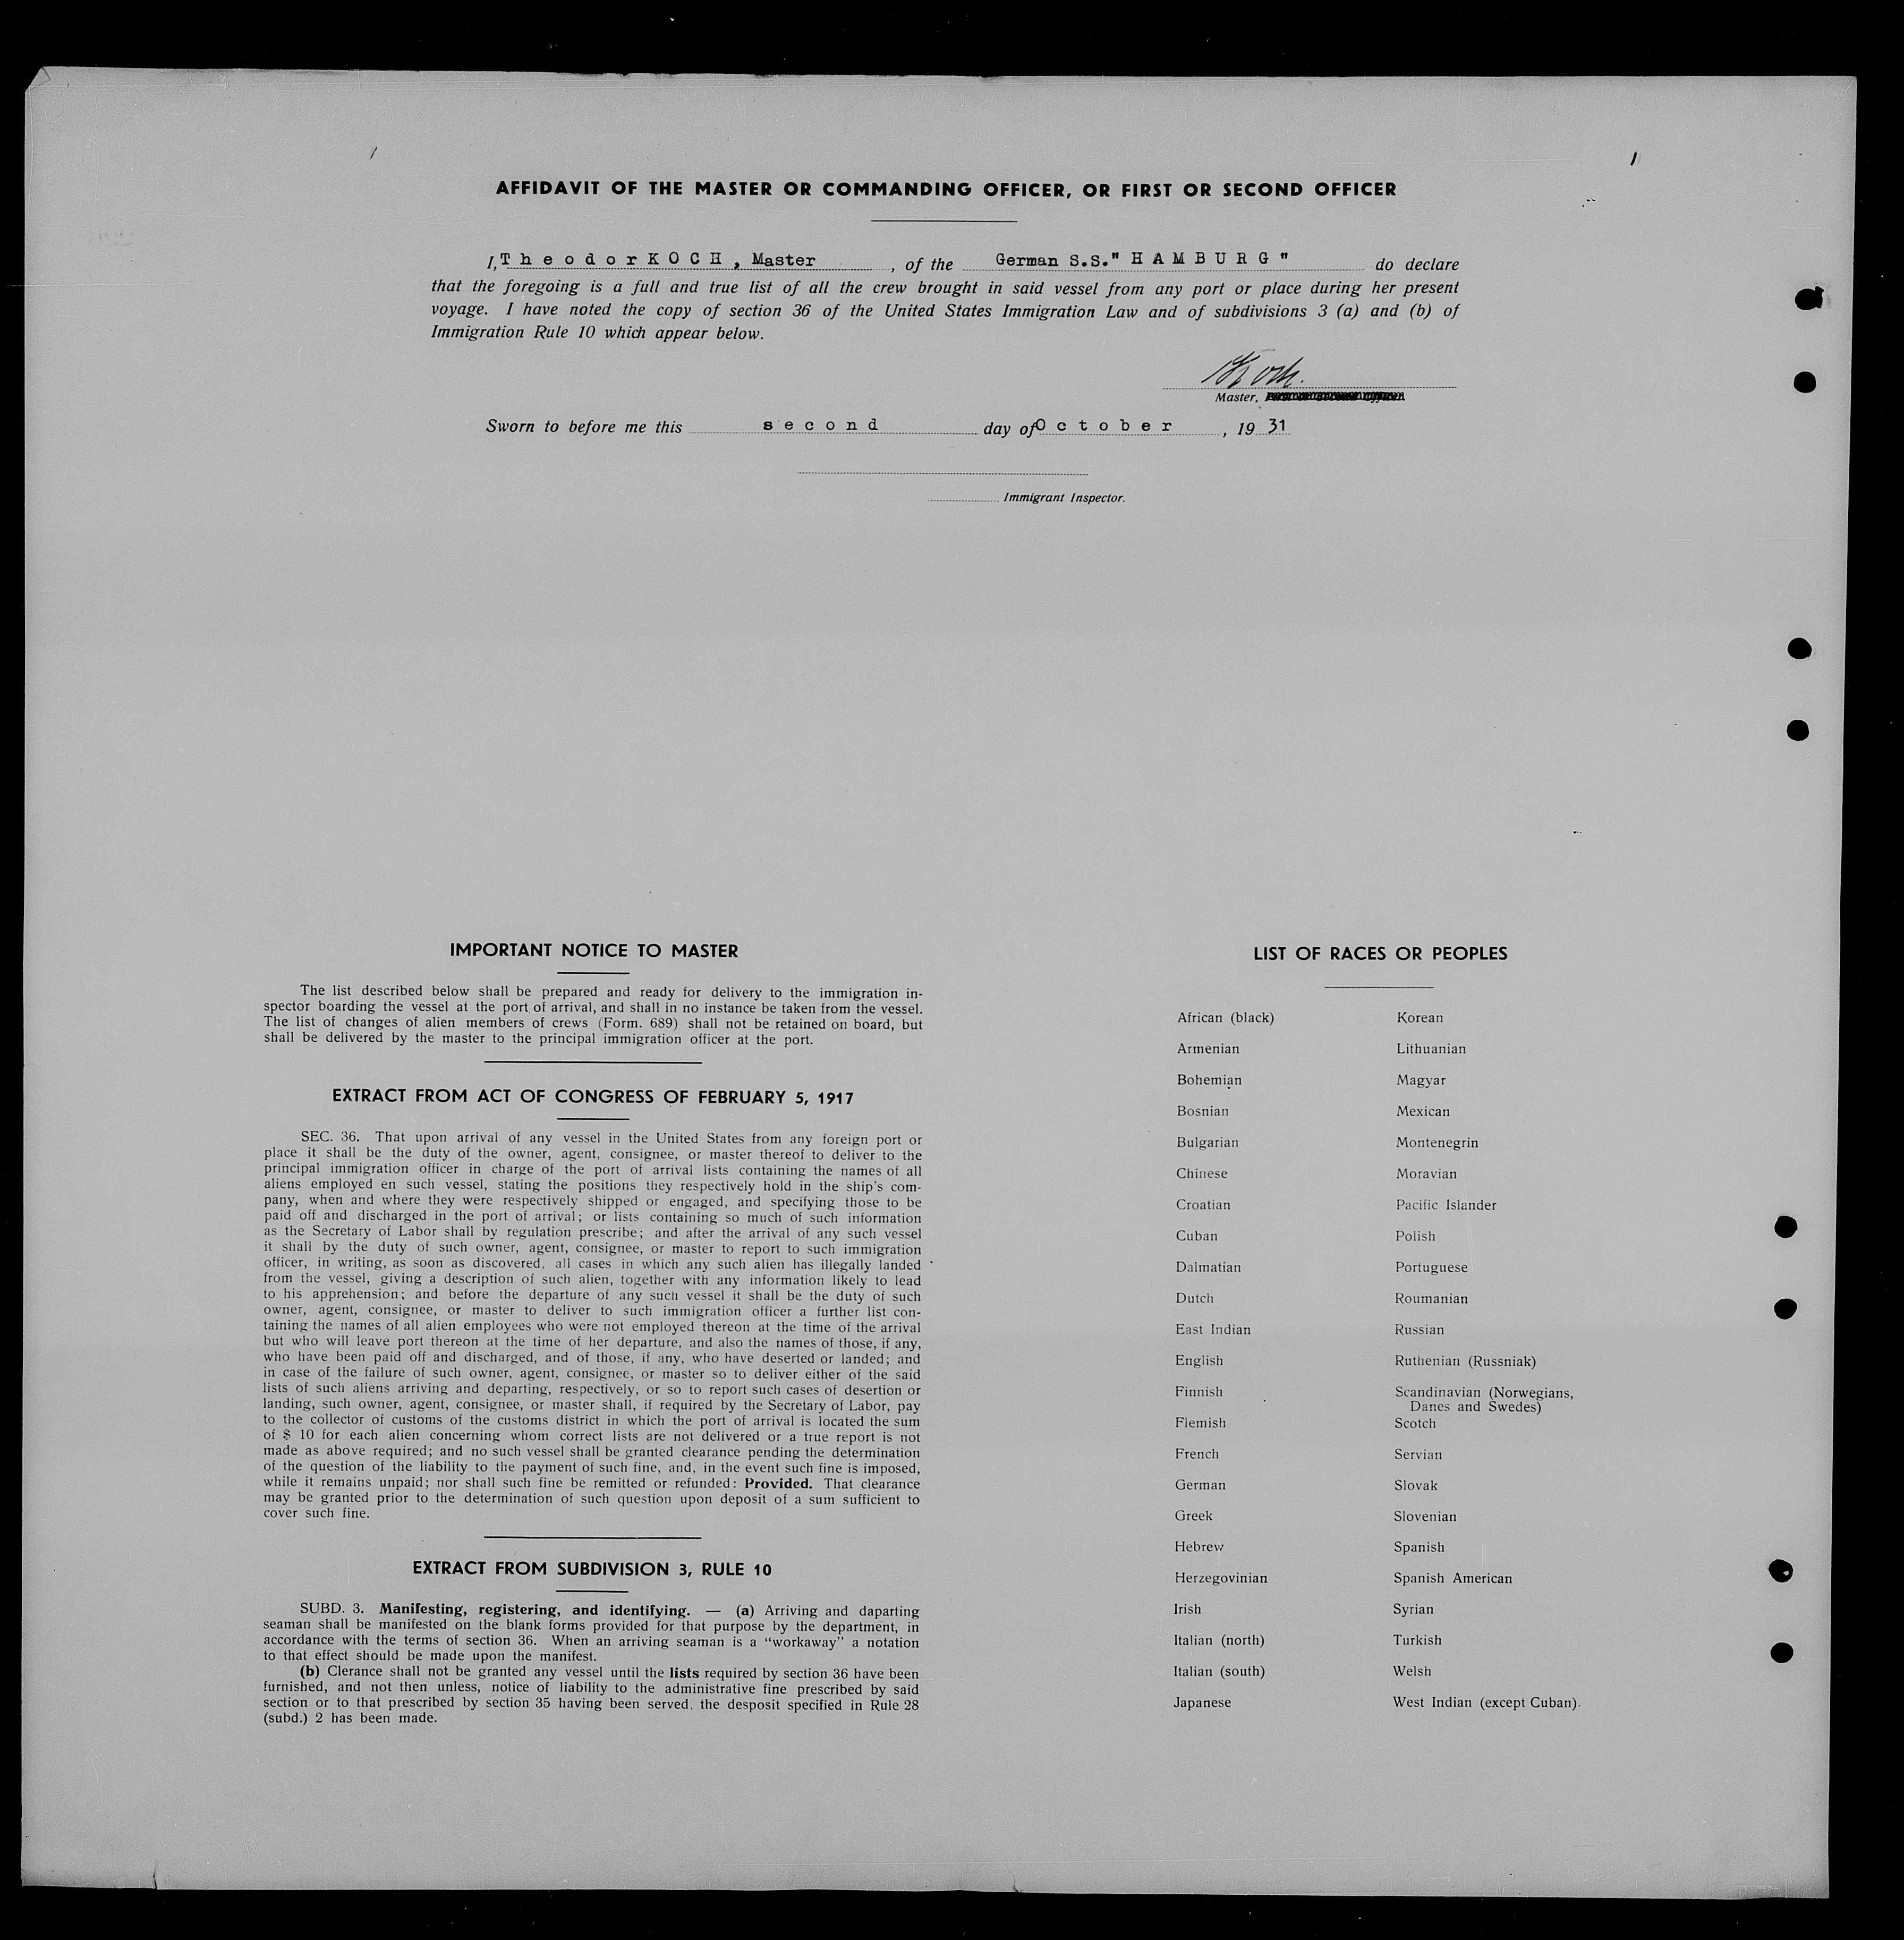 AFFIDAVIT OF THE MASTER OR COMMANDING OFFICER, OR FIRST OR SECOND OFFICER
I, T h e o d o r K O C H , Master , of the German S.S." H A M B U R G " do declare
that the foregoing is a full and true list of all the crew brought in said vessel from any port or place during her present
voyage. I have noted the copy of section 36 of the United States Immigration Law and of subdivisions 3 (a) and (b) of
Immigration Rule 10 which appear below.
Koch.
Master,
Sworn to before me this s e c o n d day of O c t o b e r , 19 31
Immigrant Inspector.
IMPORTANT NOTICE TO MASTER
The list described below shall be prepared and ready for delivery to the immigration in-
spector boarding the vessel at the port of arrival, and shall in no instance be taken from the vessel.
The list of changes of alien members of crews (Form. 689) shall not be retained on board, but
shall be delivered by the master to the principal immigration officer at the port.
EXTRACT FROM ACT OF CONGRESS OF FEBRUARY 5, 1917
SEC. 36. That upon arrival of any vessel in the United States from any foreign port or
place it shall be the duty of the owner, agent, consignee, or master thereof to deliver to the
principal immigration officer in charge of the port of arrival lists containing the names of all
aliens employed en such vessel, stating the positions they respectively hold in the ship's com-
pany, when and where they were respectively shipped or engaged, and specifying those to be
paid off and discharged in the port of arrival; or lists containing so much of such information
as the Secretary of Labor shall by regulation prescribe; and after the arrival of any such vessel
it shall by the duty of such owner, agent, consignee, or master to report to such immigration
officer, in writing, as soon as discovered, all cases in which any such alien has illegally landed
from the vessel, giving a description of such alien, together with any information likely to lead
to his apprehension; and before the departure of any such vessel it shall be the duty of such
owner, agent, consignee, or master to deliver to such immigration officer a further list con-
taining the names of all alien employees who were not employed thereon at the time of the arrival
but who will leave port thereon at the time of her departure, and also the names of those, if any,
who have been paid off and discharged, and of those, if any, who have deserted or landed; and
in case of the failure of such owner, agent, consignee, or master so to deliver either of the said
lists of such aliens arriving and departing, respectively, or so to report such cases of desertion or
landing, such owner, agent, consignee, or master shall, if required by the Secretary of Labor, pay
to the collector of customs of the customs district in which the port of arrival is located the sum
of $ 10 for each alien concerning whom correct lists are not delivered or a true report is not
made as above required; and no such vessel shall be granted clearance pending the determination
of the question of the liability to the payment of such fine, and, in the event such fine is imposed,
while it remains unpaid; nor shall such fine be remitted or refunded: Provided. That clearance
may be granted prior to the determination of such question upon deposit of a sum sufficient to
cover such fine.
EXTRACT FROM SUBDIVISION 3, RULE 10
SUBD. 3. Manifesting, registering, and identifying. — (a) Arriving and daparting
seaman shall be manifested on the blank forms provided for that purpose by the department, in
accordance with the terms of section 36. When an arriving seaman is a "workaway" a notation
to that effect should be made upon the manifest.
(b) Clerance shall not be granted any vessel until the lists required by section 36 have been
furnished, and not then unless, notice of liability to the administrative fine prescribed by said
section or to that prescribed by section 35 having been served, the desposit specified in Rule 28
(subd.) 2 has been made.
LIST OF RACES OR PEOPLES
African (black)
Armenian
Bohemian
Bosnian
Bulgarian
Chinese
Croatian
Cuban
Dalmatian
Dutch
East Indian
English
Finnish
Flemish
French
German
Greek
Hebrew
Herzegovinian
Irish
Italian (north)
Italian (south)
Japanese
Korean
Lithuanian
Magyar
Mexican
Montenegrin
Moravian
Pacific Islander
Polish
Portuguese
Roumanian
Russian
Ruthenian (Russniak)
Scandinavian (Norwegians,
Danes and Swedes)
Scotch
Servian
Slovak
Slovenian
Spanish
Spanish American
Syrian
Turkish
Welsh
West Indian (except Cuban).